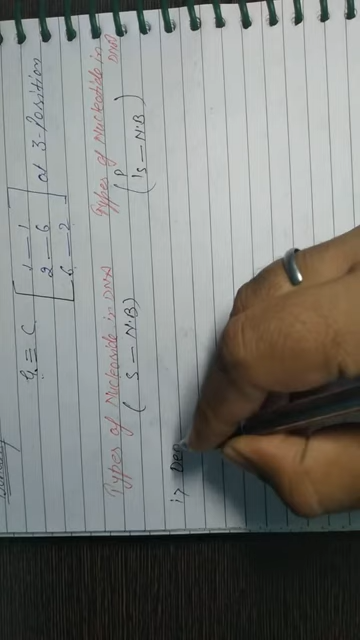 G ≡ C [ 1 — 1
2 — 6
6 — 2 ] at 3-Position
Types of Nucleoside in DNA
( S — N.B)
Types of Nucleotide in DNA
( P
S — N.B)
i) Deo